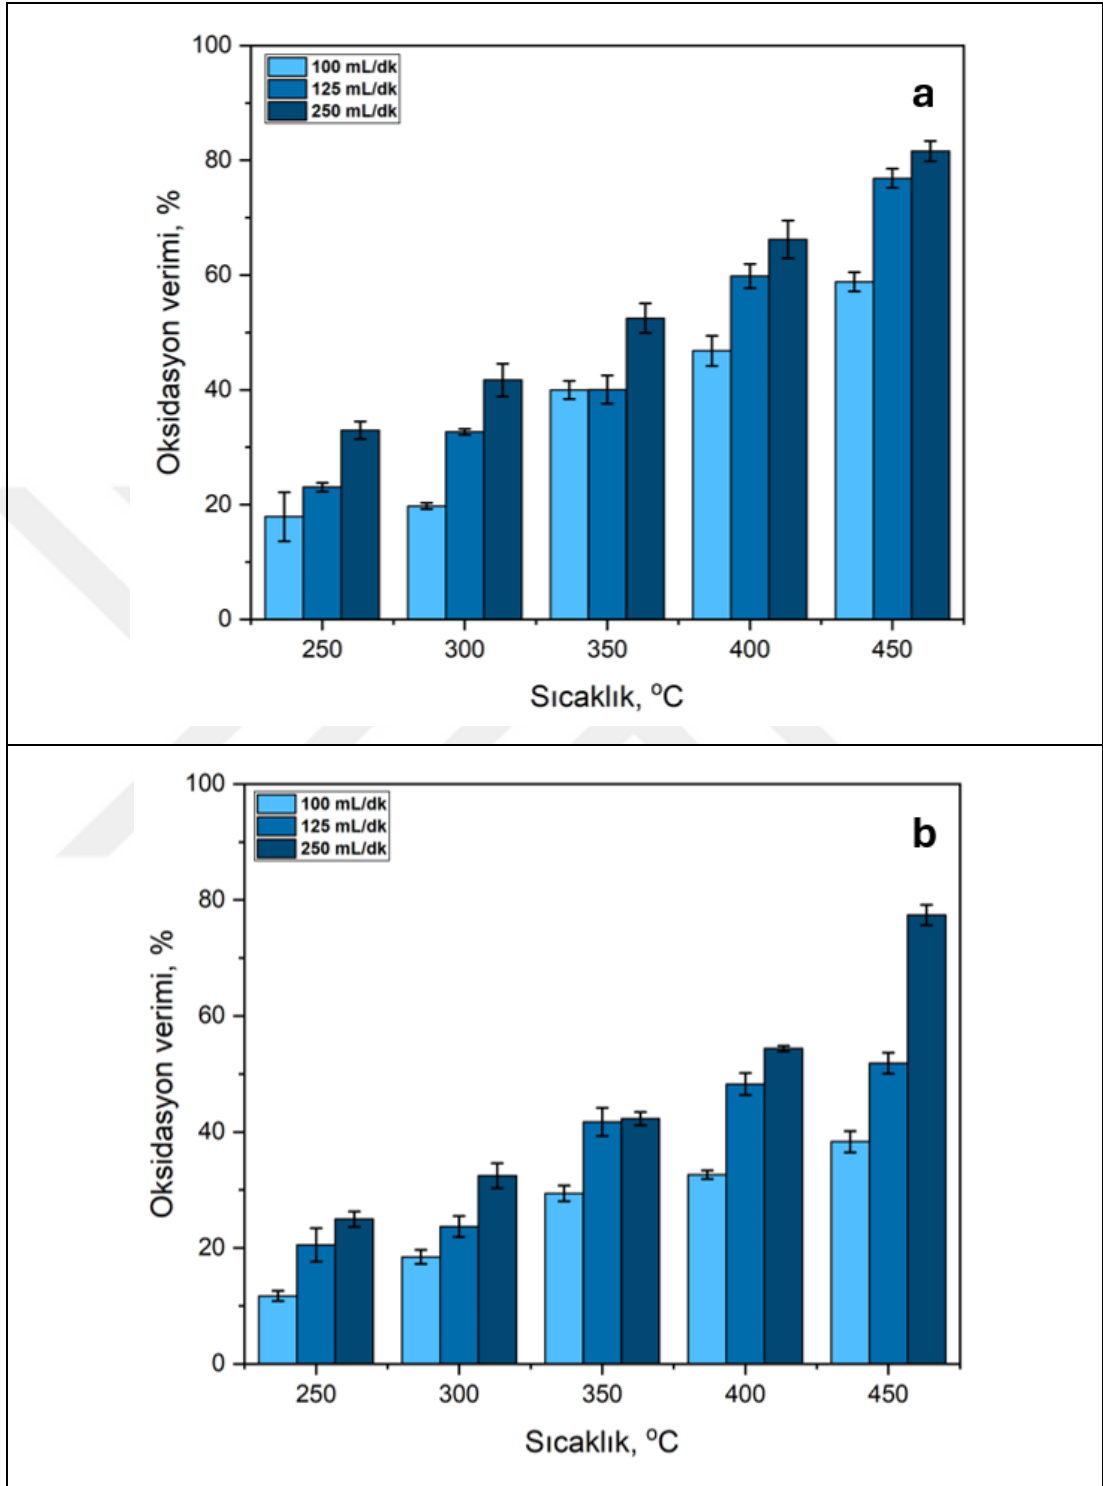 100
80
60
40
20
0
Oksidasyon verimi, %
100 mL/dk
125 mL/dk
250 mL/dk
a
250 300 350 400 450
Sıcaklık, °C
100
80
60
40
20
0
Oksidasyon verimi, %
100 mL/dk
125 mL/dk
250 mL/dk
b
250 300 350 400 450
Sıcaklık, °C